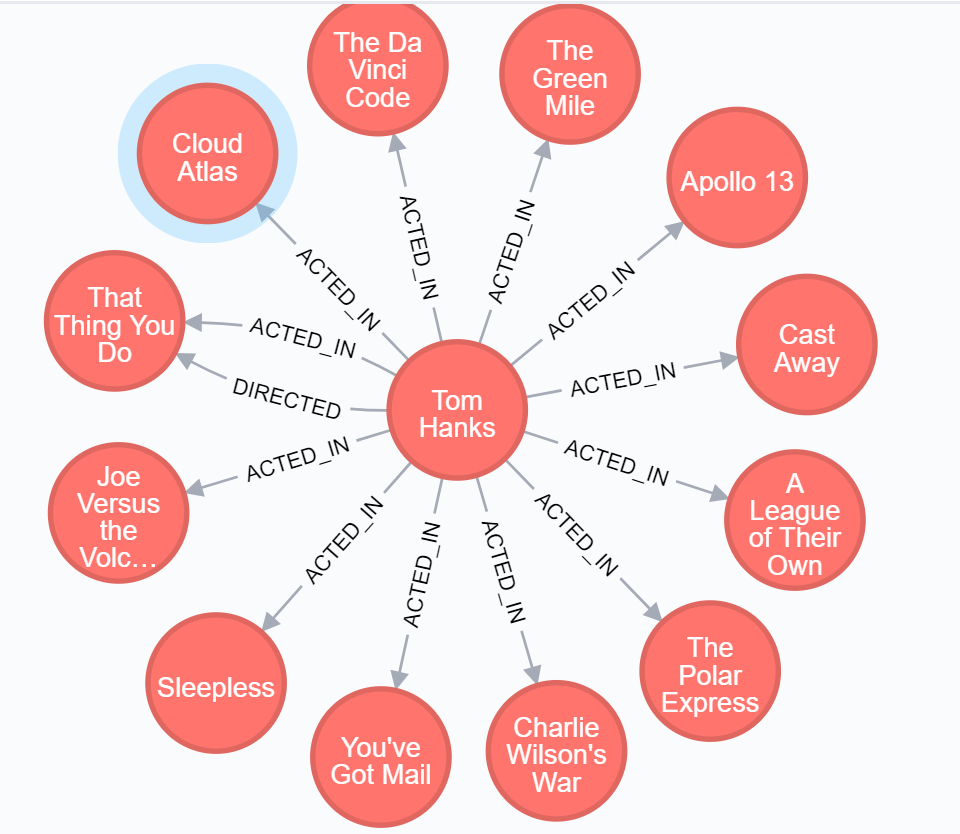 The Da
Vinci
Code
The
Green
Mile
Cloud
Atlas
Apollo 13
ACTED_IN
ACTED_IN
ACTED_IN
ACTED_IN
That
Thing You
Do
ACTED_IN
DIRECTED
Cast
Away
ACTED_IN
Tom
Hanks
ACTED_IN
ACTED_IN
Joe
Versus
the
Volc...
A
League
of Their
Own
ACTED_IN
ACTED_IN
ACTED_IN
ACTED_IN
Sleepless
The
Polar
Express
You've
Got Mail
Charlie
Wilson's
War